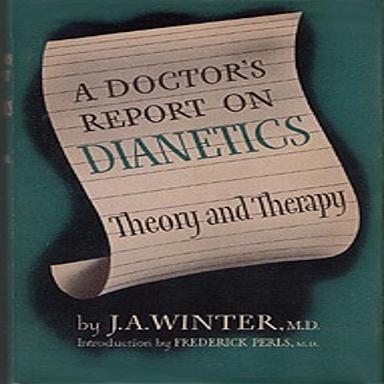 A DOCTOR'S
REPORT ON
DIANETICS
Theory and Therapy
by J.A. WINTER, M.D.
Introduction by FREDERICK PERLS, M.D.